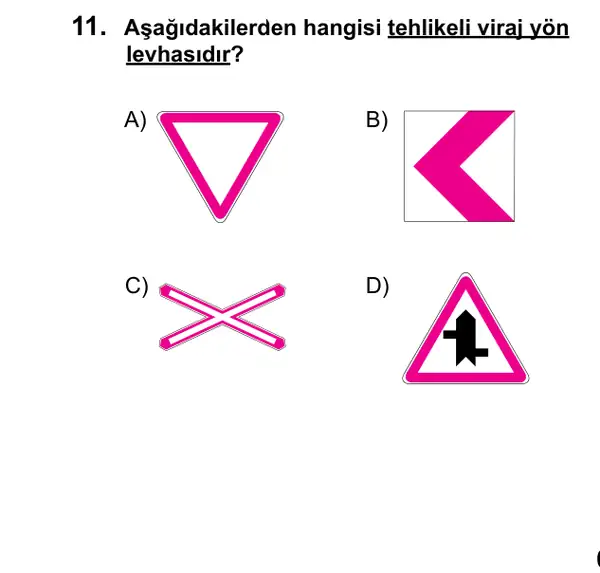 11. Aşağıdakilerden hangisi tehlikeli viraj yön
levhasıdır?
A)
B)
C)
D)